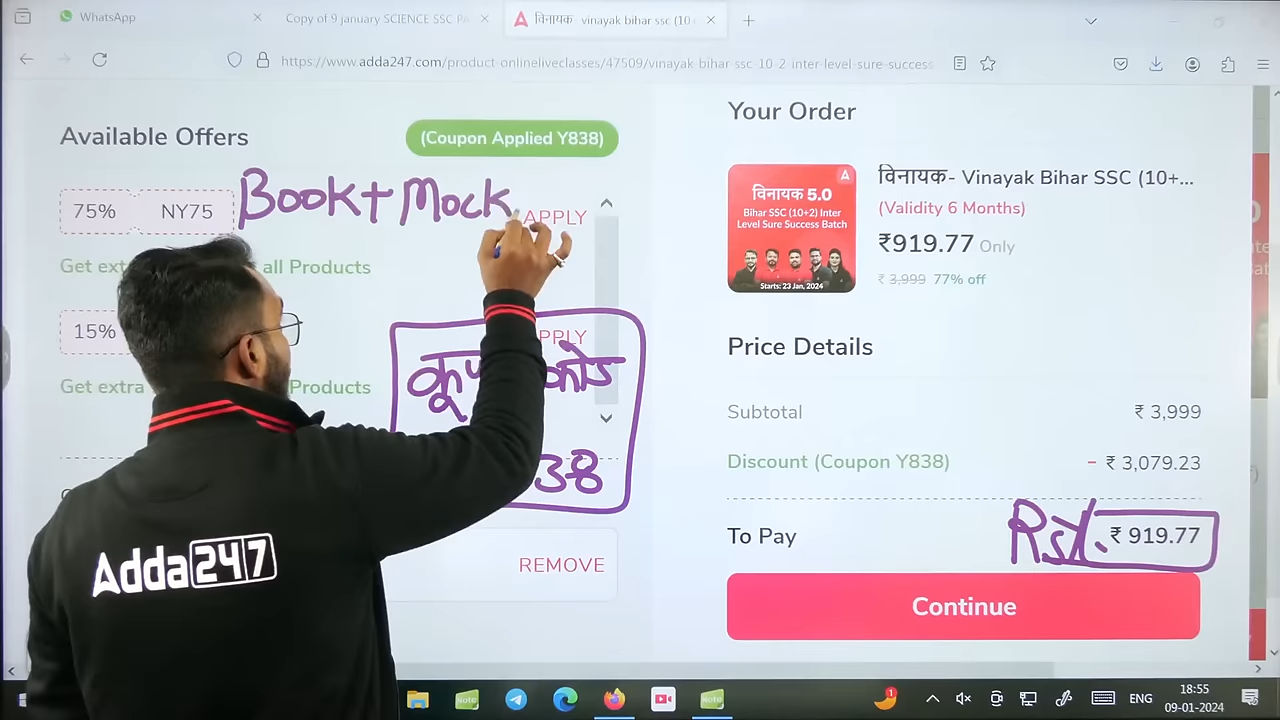 WhatsApp
Copy of 9 january SCIENCE SSC PA
विनायक - vinayak bihar ssc (10
https://www.adda247.com/product-onlineliveclasses/47509/vinayak-bihar-ssc-10-2-inter-level-sure-success
Available Offers
(Coupon Applied Y838)
75% NY75
Book+Mock
APPLY
Get ext all Products
15%
PPLY
Get extra Products
कोड
38
REMOVE
Adda247
Your Order
विनायक 5.0
Bihar SSC (10+2) Inter
Level Sure Success Batch
Starts: 23 Jan, 2024
विनायक- Vinayak Bihar SSC (10+...
(Validity 6 Months)
₹919.77 Only
₹ 3,999 77% off
Price Details
Subtotal ₹ 3,999
Discount (Coupon Y838) - ₹ 3,079.23
To Pay ₹ 919.77
Continue
ENG
18:55
09-01-2024